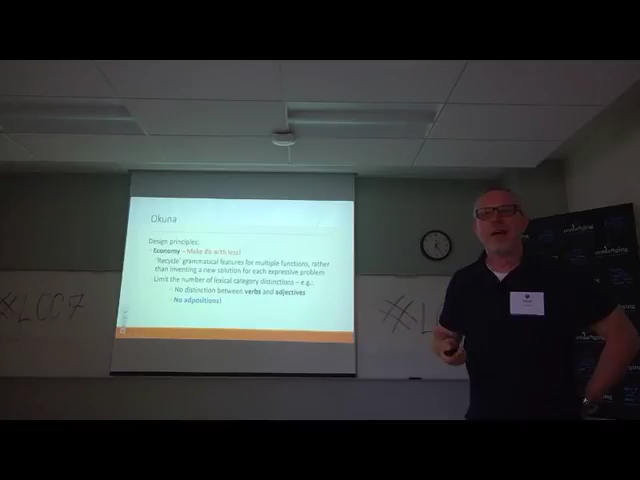 Okuna
Design principles:
- Economy – Make do with less!
'Recycle' grammatical features for multiple functions, rather
than inventing a new solution for each expressive problem
Limit the number of lexical category distinctions – e.g.:
- No distinction between verbs and adjectives
- No adpositions!
#LCC7
#L